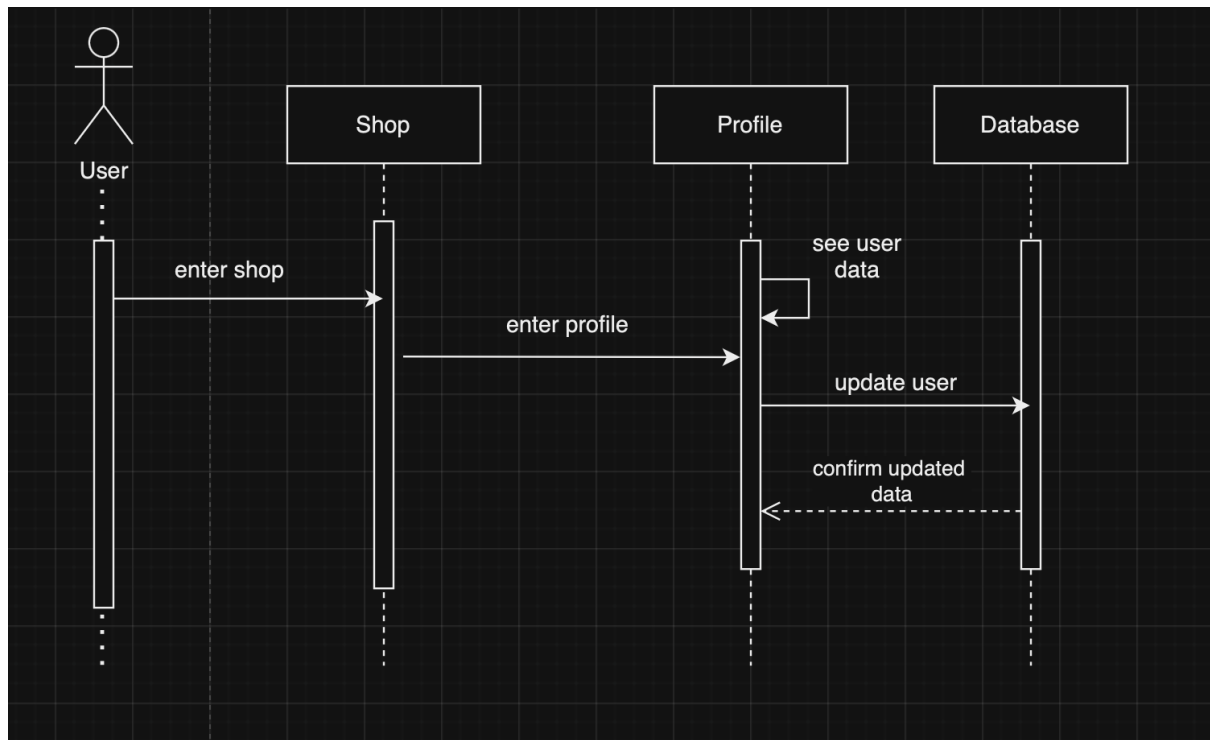 User
Shop
Profile
Database
enter shop
see user
data
enter profile
update user
confirm updated
data